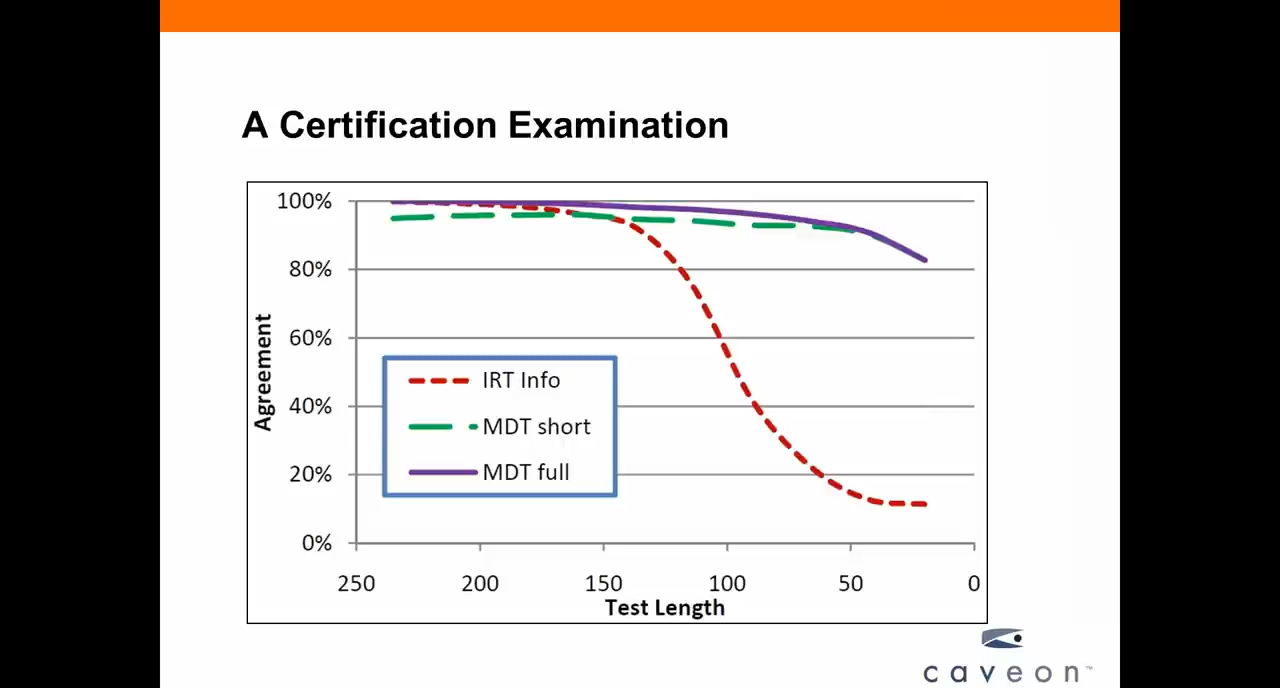 A Certification Examination
100%
80%
60%
40%
20%
0%
Agreement
IRT Info
MDT short
MDT full
250 200 150 100 50 0
Test Length
caveon™